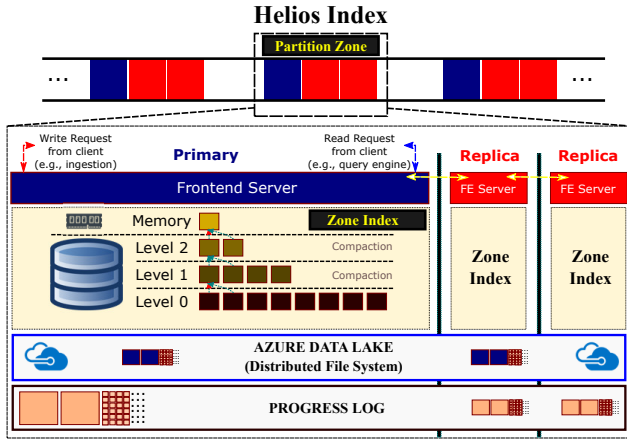 Helios Index
Partition Zone
...
...
Write Request
from client
(e.g., ingestion)
Primary
Read Request
from client
(e.g., query engine)
Replica
Replica
Frontend Server
FE Server
FE Server
Memory
Zone Index
Level 2
Compaction
Level 1
Compaction
Level 0
Zone
Index
Zone
Index
AZURE DATA LAKE
(Distributed File System)
PROGRESS LOG